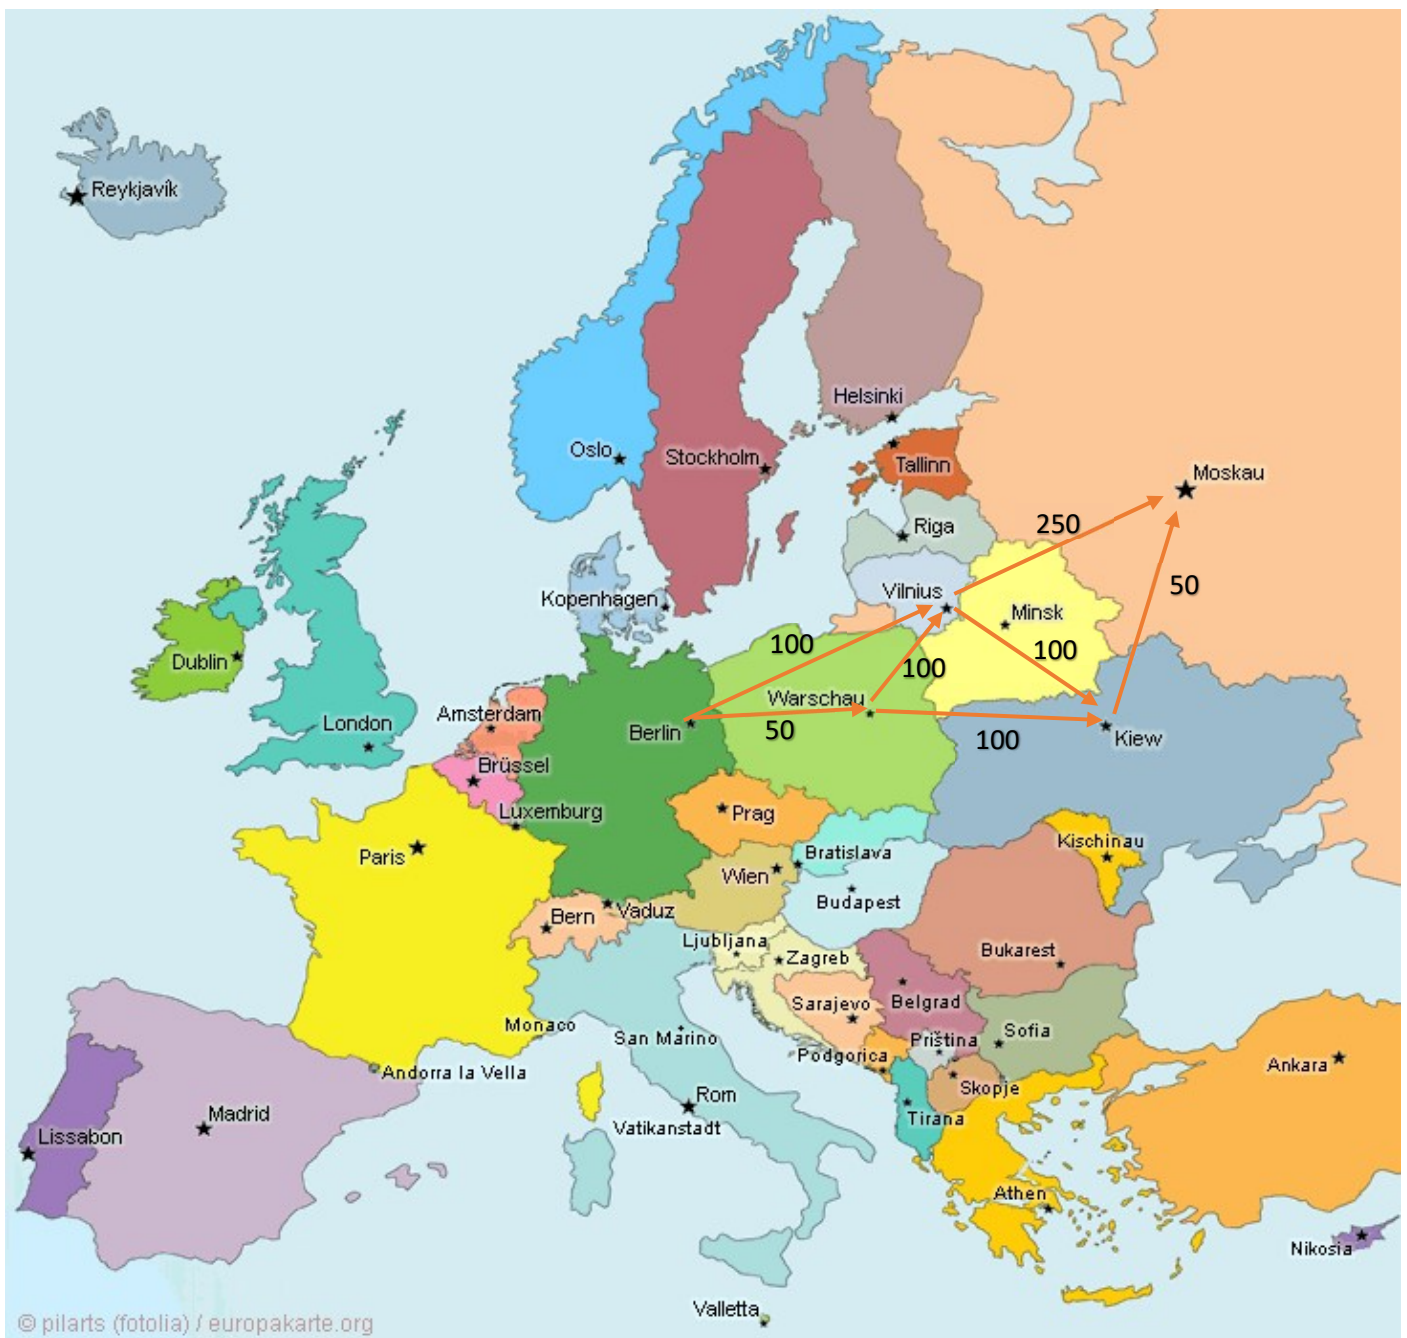 Reykjavík
Helsinki
Oslo
Stockholm
Tallinn
Moskau
250
Riga
50
Vilnius
Kopenhagen
Minsk
100
100
100
Dublin
Warschau
Amsterdam
London
Berlin
50
100
Kiew
Brüssel
Luxemburg
Prag
Paris
Kischinau
Bratislava
Wien
Budapest
Bern
Vaduz
Ljubljana
Zagreb
Bukarest
Sarajevo
Belgrad
Monaco
San Marino
Priština
Sofia
Podgorica
Ankara
Andorra la Vella
Skopje
Rom
Madrid
Tirana
Vatikanstadt
Lissabon
Athen
Nikosia
Valletta
© pilarts (fotolia) / europakarte.org